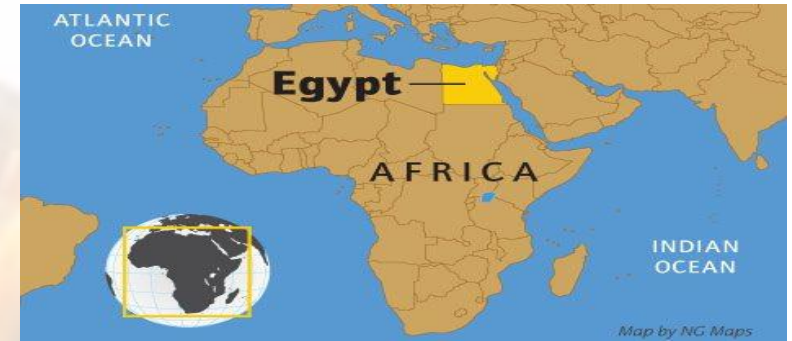 ATLANTIC
OCEAN
Egypt
AFRICA
INDIAN
OCEAN
Map by NG Maps